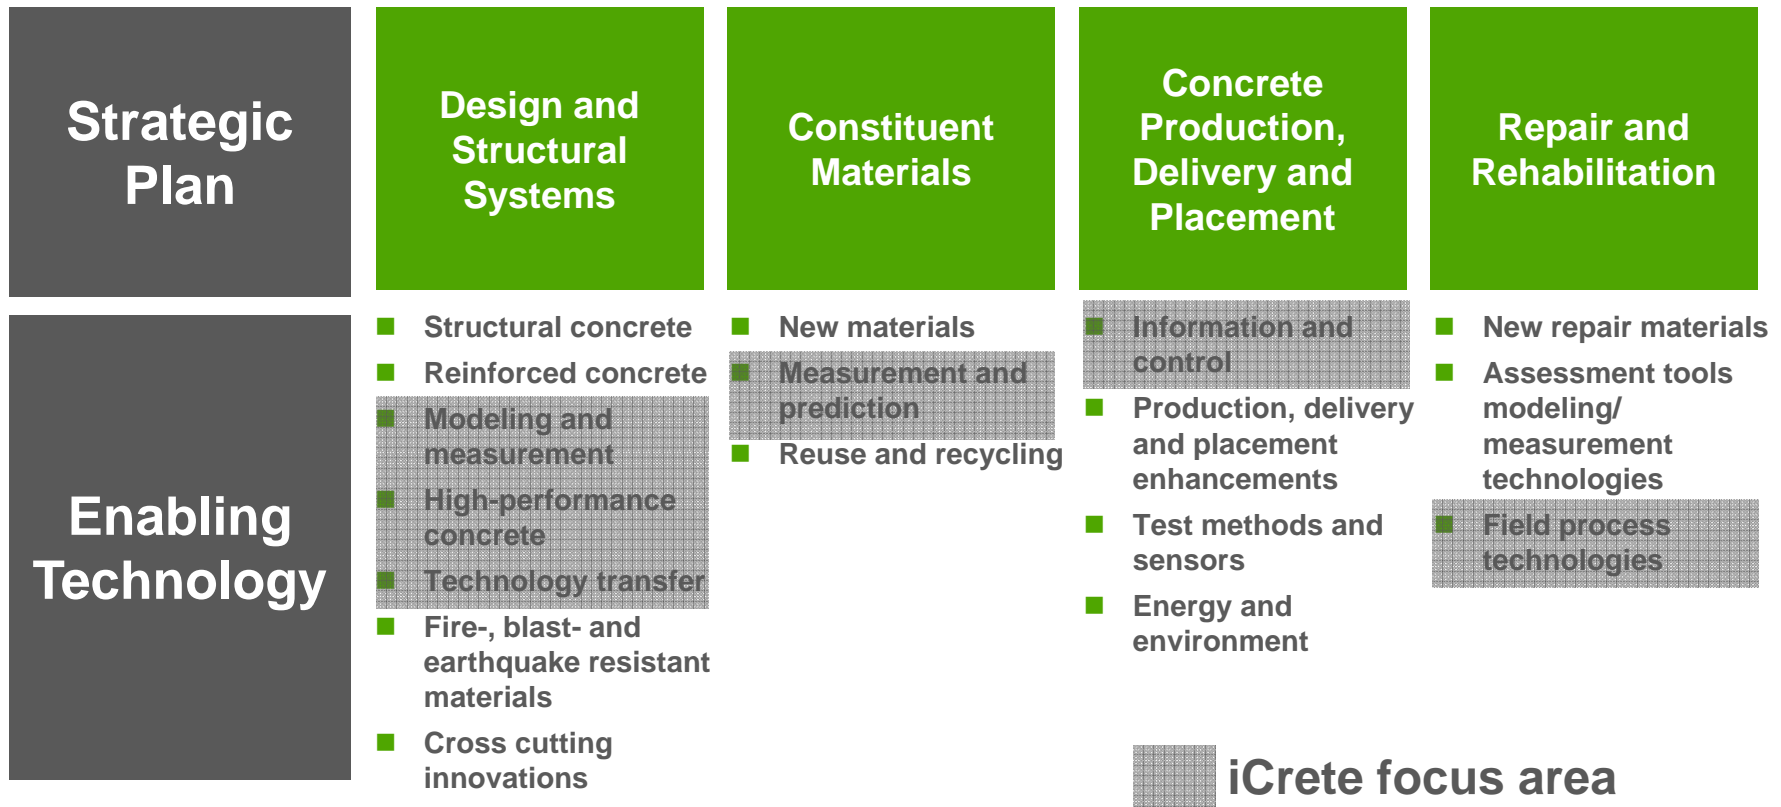 Strategic
Plan
Design and
Structural
Systems
Constituent
Materials
Concrete
Production,
Delivery and
Placement
Repair and
Rehabilitation
Enabling
Technology
Structural concrete
Reinforced concrete
Modeling and
measurement
High-performance
concrete
Technology transfer
Fire-, blast- and
earthquake resistant
materials
Cross cutting
innovations
New materials
Measurement and
prediction
Reuse and recycling
Information and
control
Production, delivery
and placement
enhancements
Test methods and
sensors
Energy and
environment
New repair materials
Assessment tools
modeling/
measurement
technologies
Field process
technologies
iCrete focus area